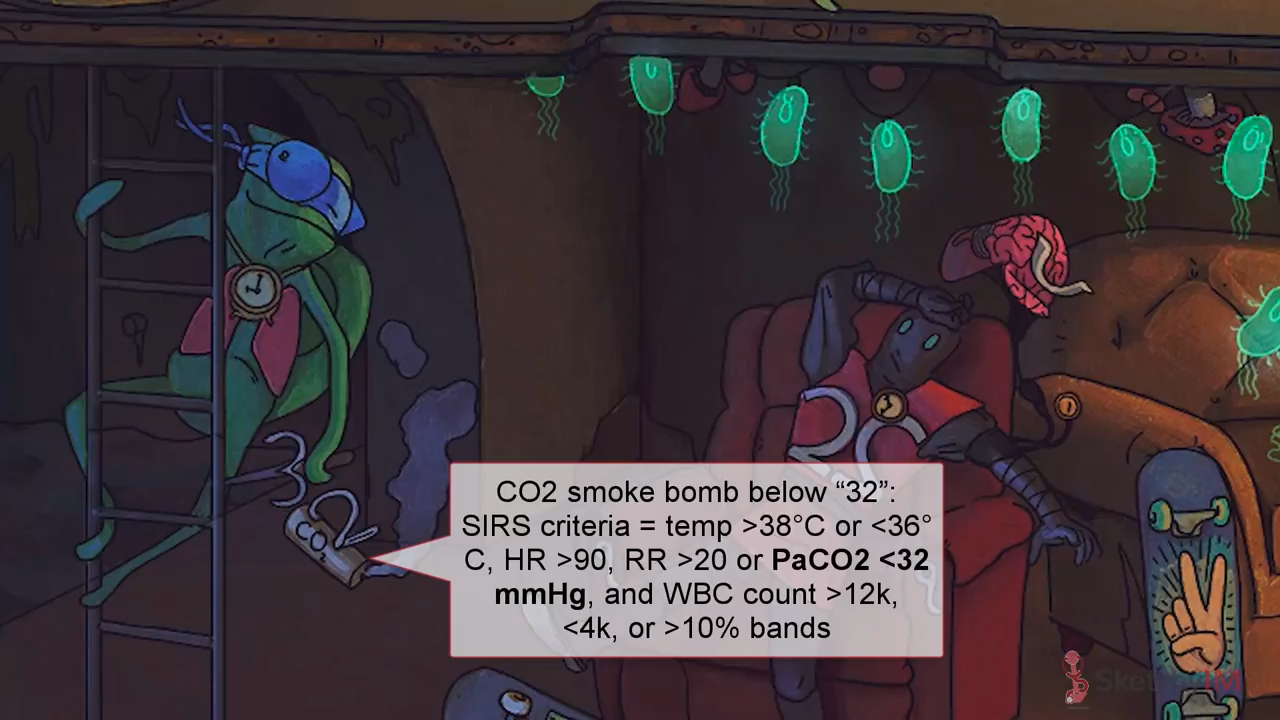 32
CO2
20
CO2 smoke bomb below “32”:
SIRS criteria = temp >38°C or <36°
C, HR >90, RR >20 or PaCO2 <32
mmHg, and WBC count >12k,
<4k, or >10% bands